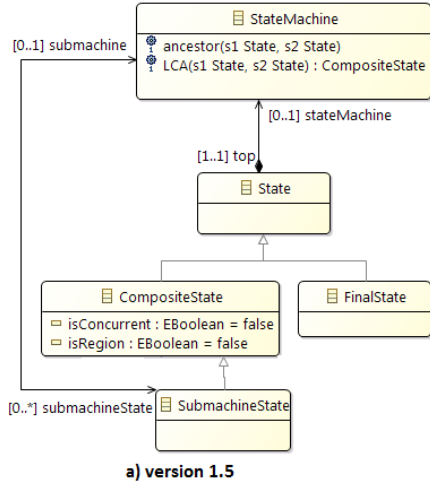 StateMachine
[0..1] submachine
ancestor(s1 State, s2 State)
LCA(s1 State, s2 State) : CompositeState
[0..1] stateMachine
[1..1] top
State
CompositeState
FinalState
isConcurrent : EBoolean = false
isRegion : EBoolean = false
[0..*] submachineState
SubmachineState
a) version 1.5